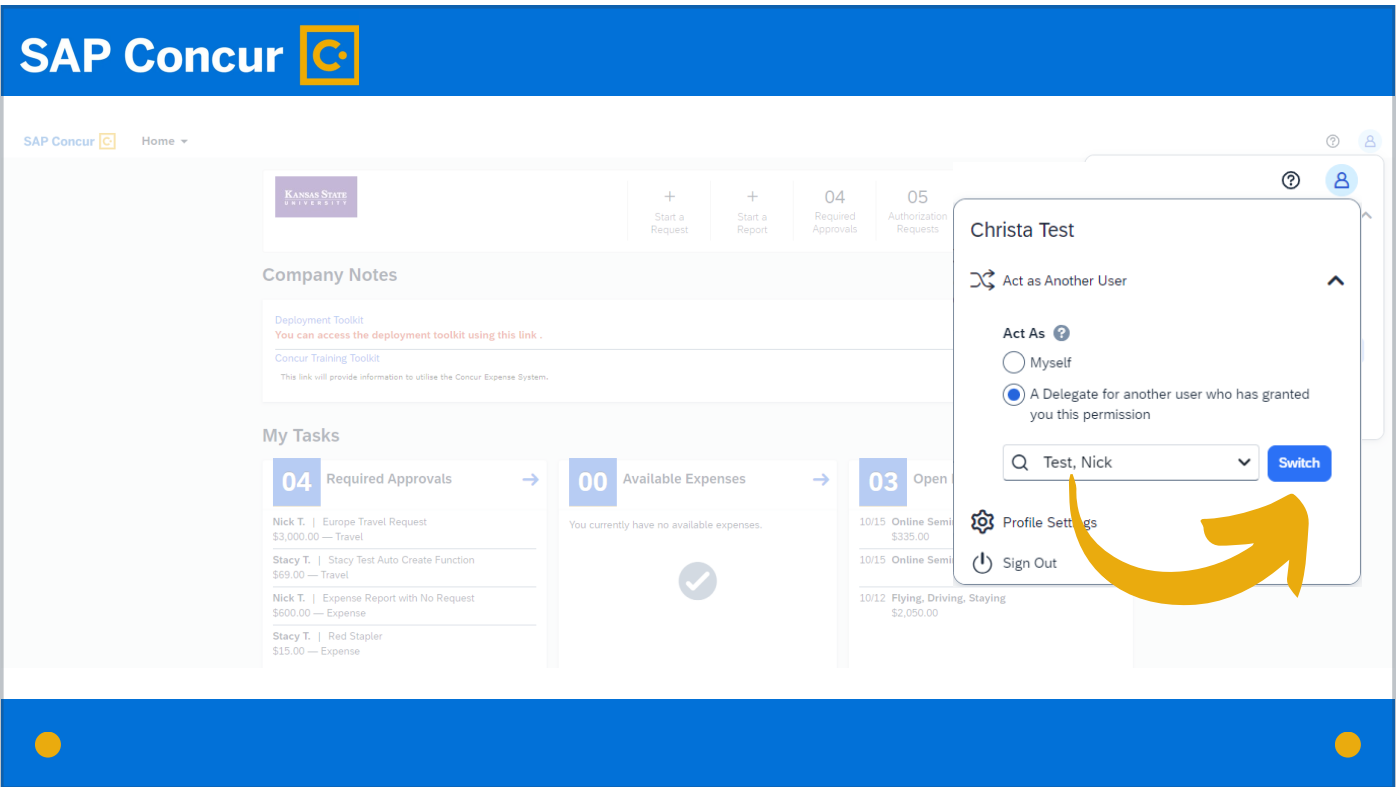 SAP Concur C
SAP Concur C Home
KANSAS STATE
UNIVERSITY
+
Start a
Request
+
Start a
Report
04
Required
Approvals
05
Authorization
Requests
Company Notes
Deployment Toolkit
You can access the deployment toolkit using this link .
Concur Training Toolkit
This link will provide information to utilise the Concur Expense System.
My Tasks
04 Required Approvals
Nick T. | Europe Travel Request
$3,000.00 — Travel
Stacy T. | Stacy Test Auto Create Function
$69.00 — Travel
Nick T. | Expense Report with No Request
$600.00 — Expense
Stacy T. | Red Stapler
$15.00 — Expense
00 Available Expenses
You currently have no available expenses.
03 Open
10/15 Online Semi
$335.00
10/15 Online Semi
10/12 Flying, Driving, Staying
$2,050.00
?
?
Christa Test
Act as Another User
Act As ?
Myself
A Delegate for another user who has granted
you this permission
Test, Nick
Switch
Profile Settings
Sign Out